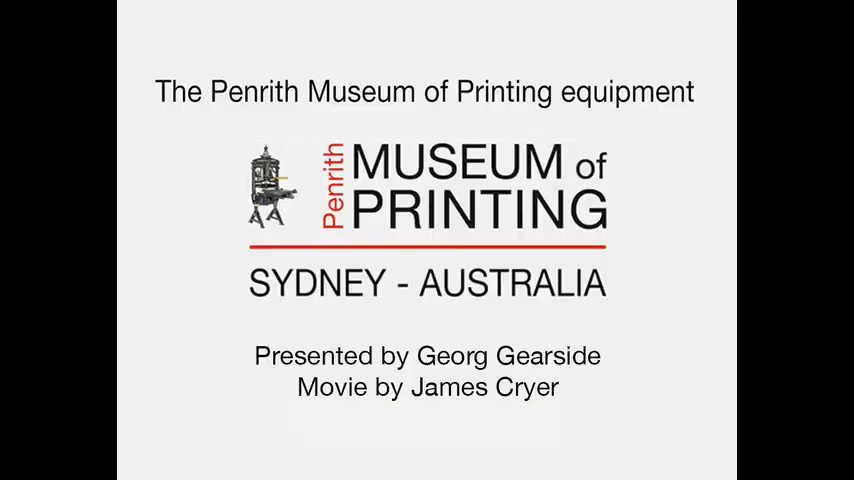 The Penrith Museum of Printing equipment
Penrith
MUSEUM of
PRINTING
SYDNEY - AUSTRALIA
Presented by Georg Gearside
Movie by James Cryer